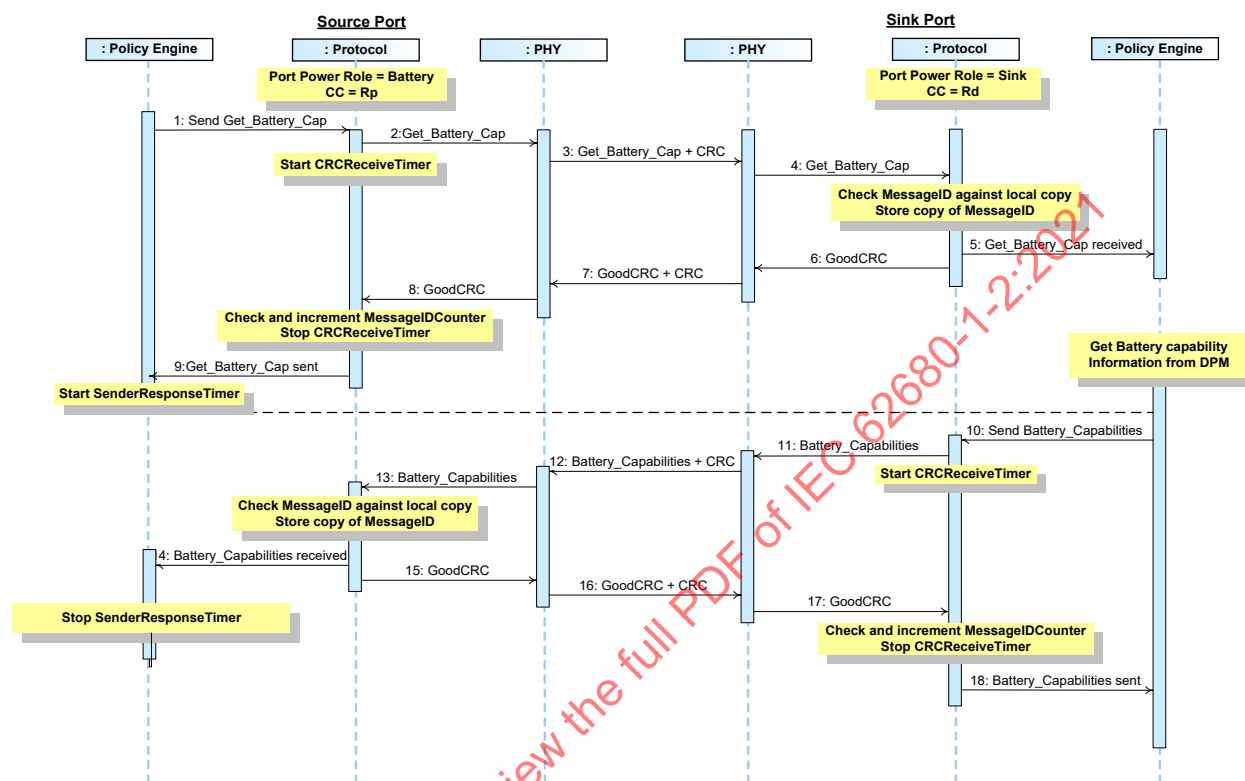 Source Port
Sink Port
: Policy Engine
: Protocol
: PHY
: PHY
: Protocol
: Policy Engine
Port Power Role = Battery
CC = Rp
Port Power Role = Sink
CC = Rd
1: Send Get_Battery_Cap
2:Get_Battery_Cap
Start CRCReceiveTimer
3: Get_Battery_Cap + CRC
4: Get_Battery_Cap
Check MessageID against local copy
Store copy of MessageID
5: Get_Battery_Cap received
6: GoodCRC
7: GoodCRC + CRC
8: GoodCRC
Check and increment MessageIDCounter
Stop CRCReceiveTimer
9:Get_Battery_Cap sent
Start SenderResponseTimer
Get Battery capability
Information from DPM
10: Send Battery_Capabilities
11: Battery_Capabilities
Start CRCReceiveTimer
12: Battery_Capabilities + CRC
13: Battery_Capabilities
Check MessageID against local copy
Store copy of MessageID
4: Battery_Capabilities received
15: GoodCRC
16: GoodCRC + CRC
17: GoodCRC
Stop SenderResponseTimer
Check and increment MessageIDCounter
Stop CRCReceiveTimer
18: Battery_Capabilities sent
iew the full PDF of IEC 62680-1-2:2021